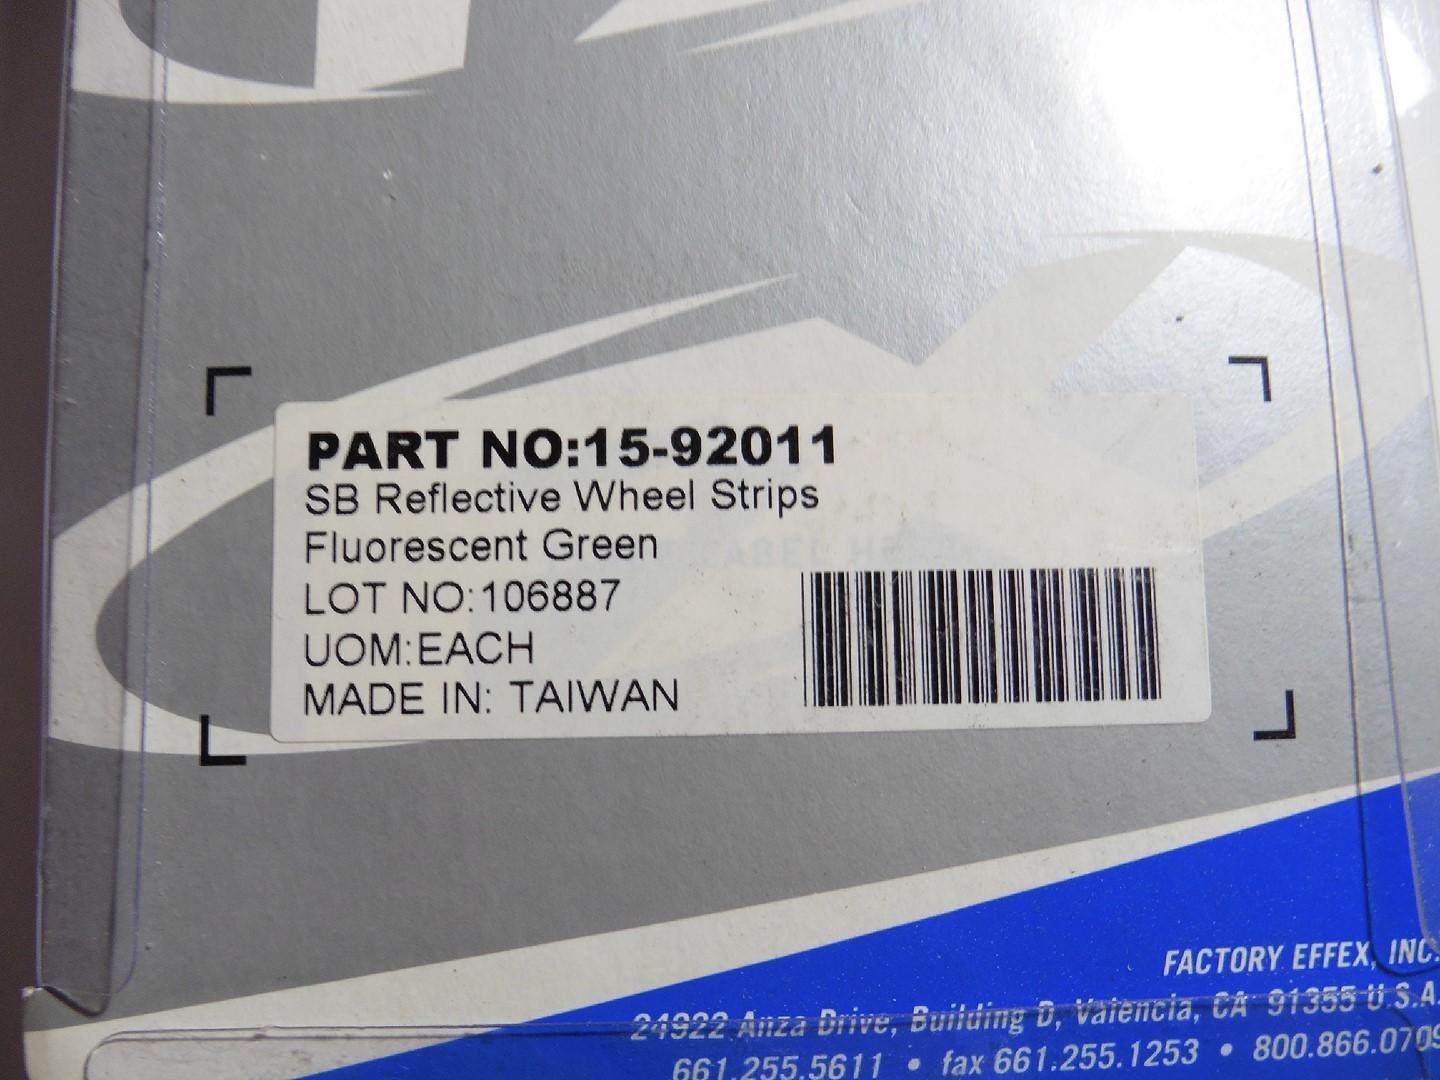 PART NO:15-92011
SB Reflective Wheel Strips
Fluorescent Green
LOT NO:106887
UOM:EACH
MADE IN: TAIWAN
FACTORY EFFEX, INC.
24922 Anza Drive, Building D, Valencia, CA 91355 U.S.A.
661.255.5611 • fax 661.255.1253 • 800.866.0709